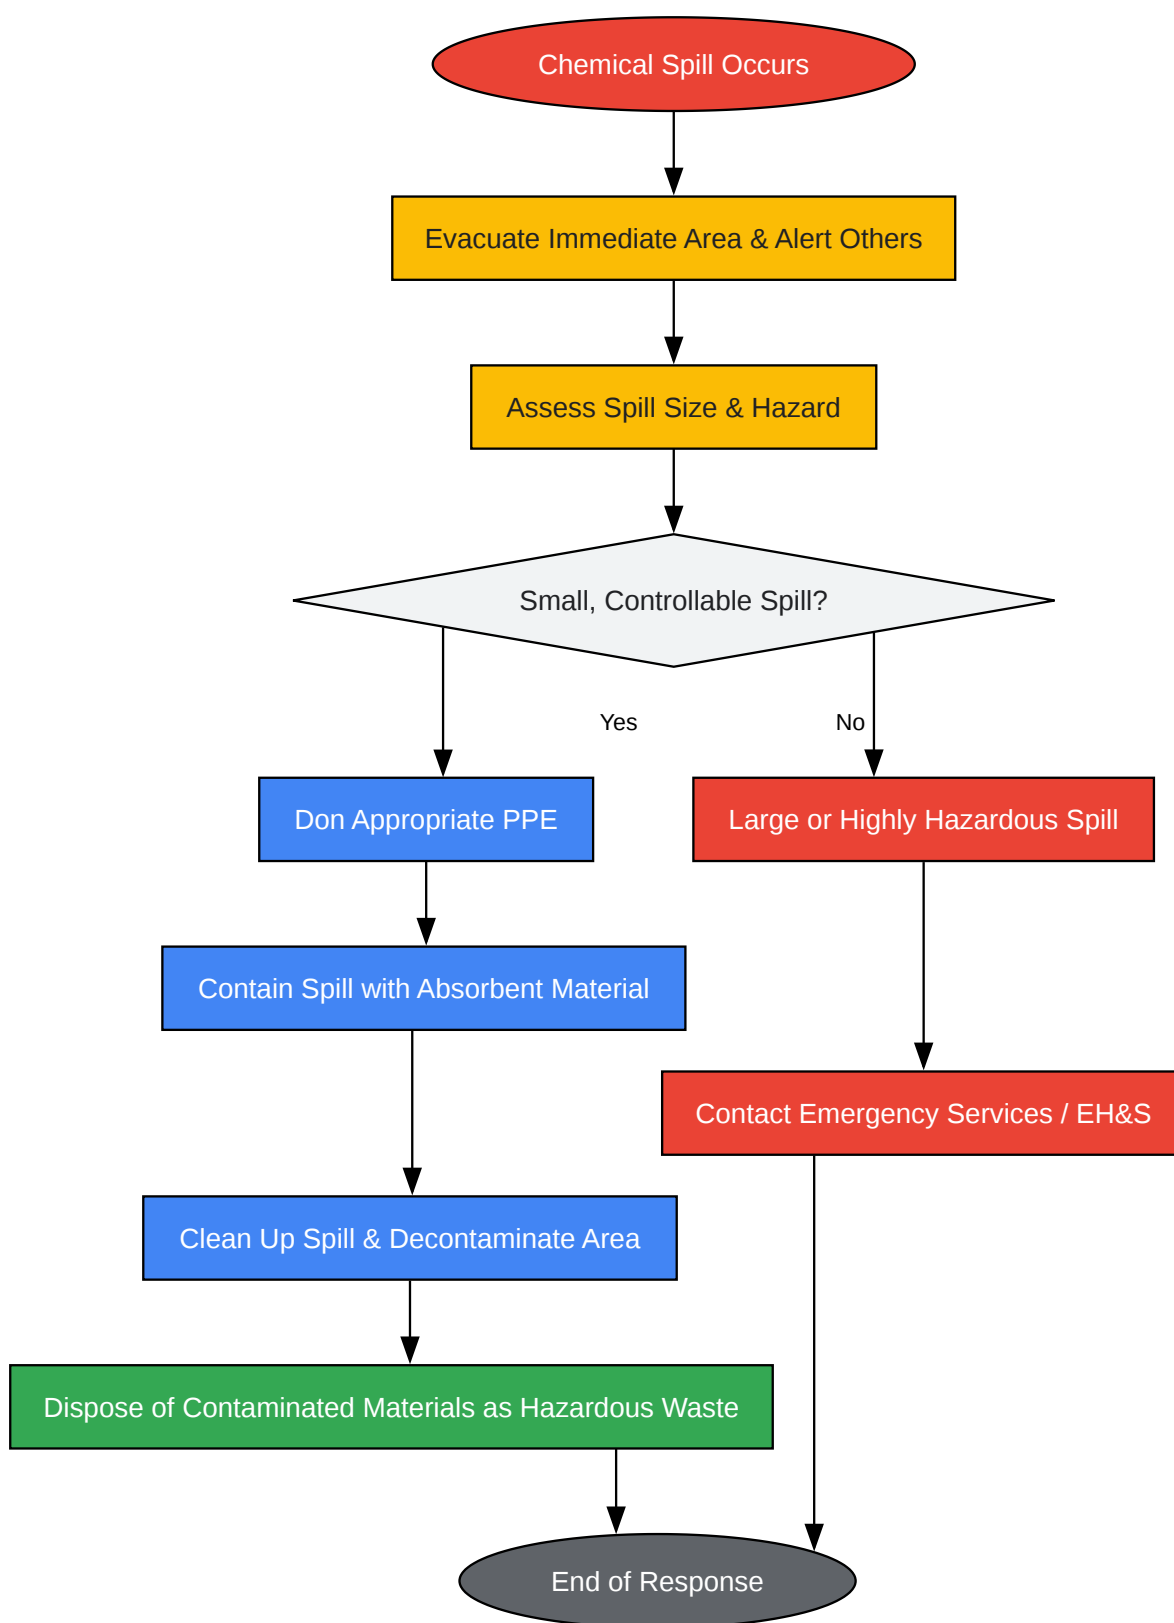 Chemical Spill Occurs
Evacuate Immediate Area & Alert Others
Assess Spill Size & Hazard
Small, Controllable Spill?
Yes
No
Don Appropriate PPE
Large or Highly Hazardous Spill
Contain Spill with Absorbent Material
Contact Emergency Services / EH&S
Clean Up Spill & Decontaminate Area
Dispose of Contaminated Materials as Hazardous Waste
End of Response